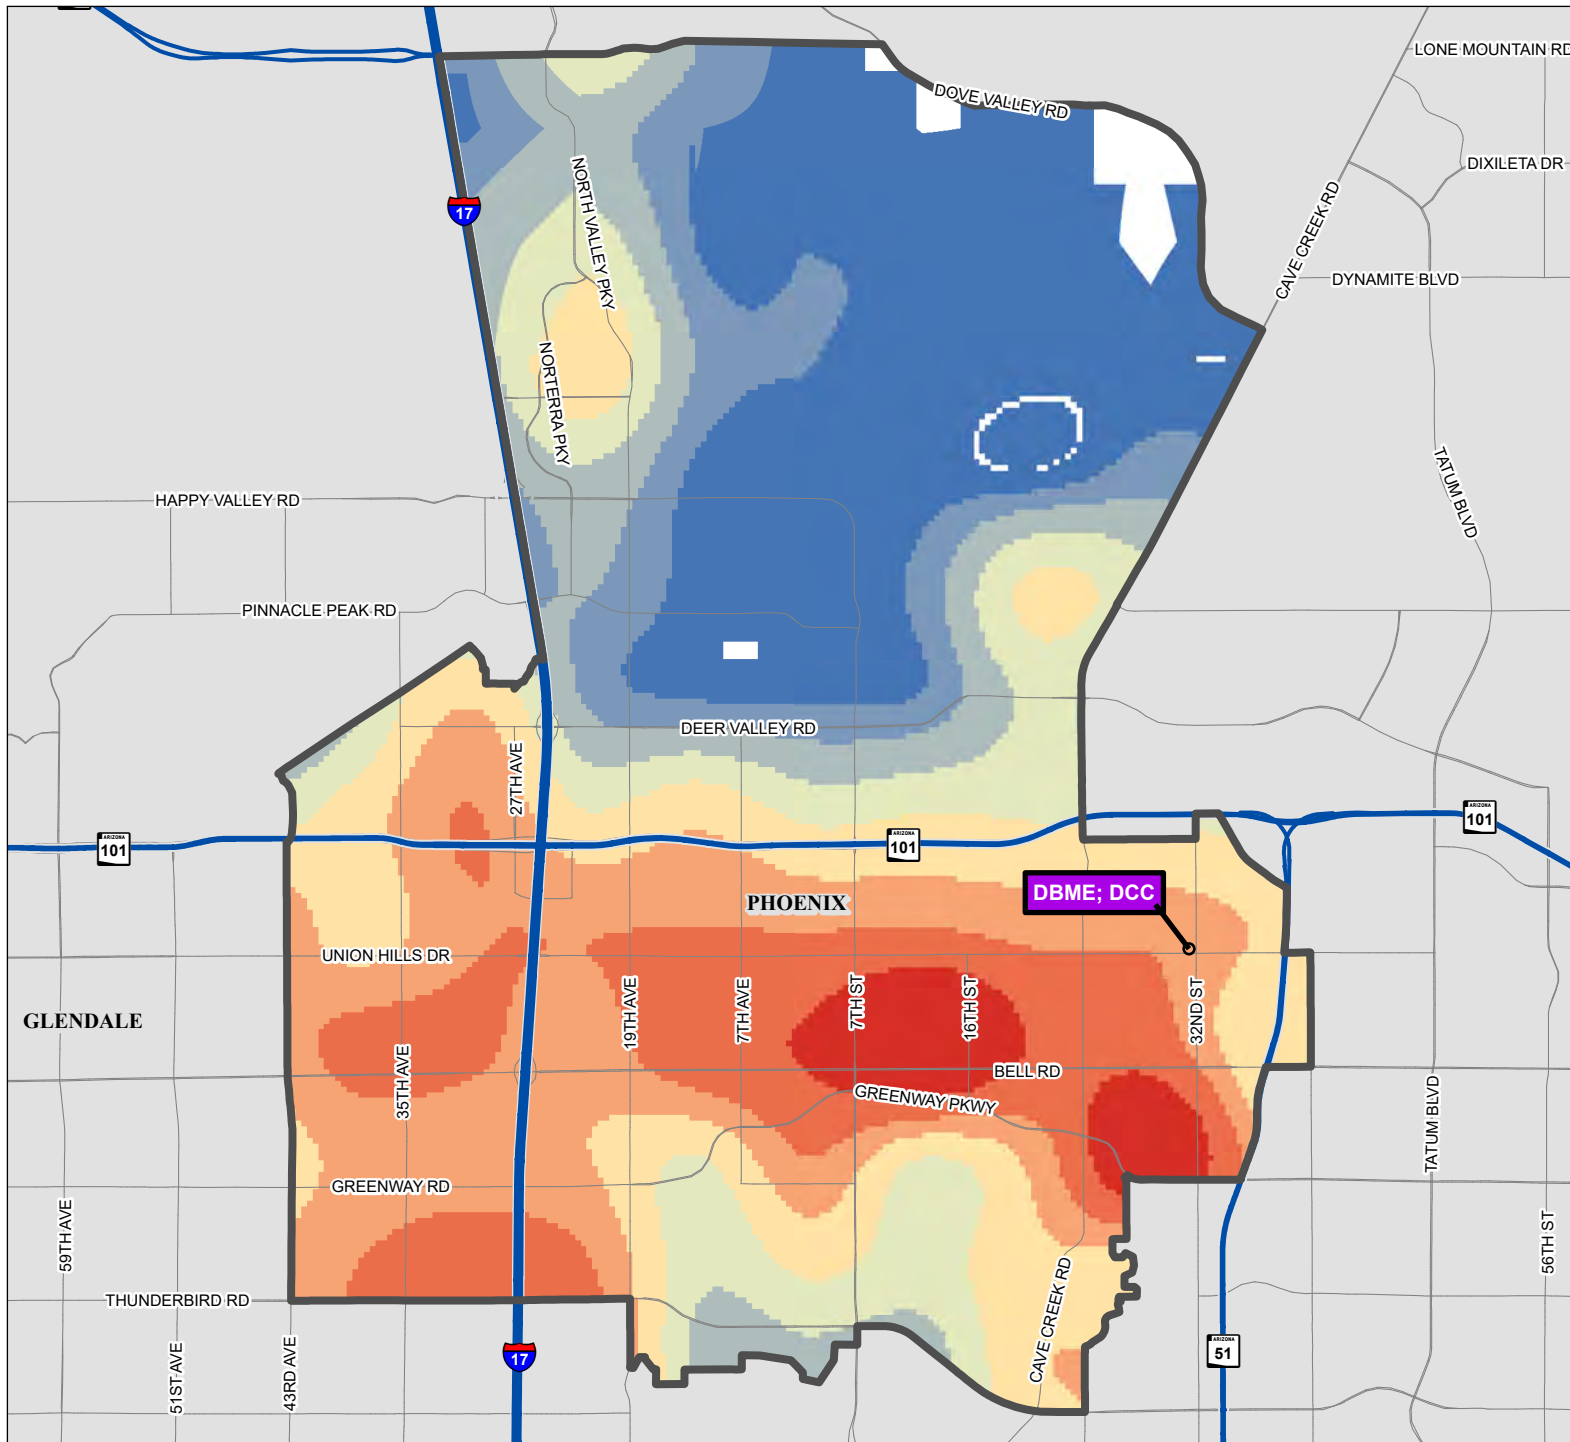 LONE MOUNTAIN RD
DOVE VALLEY RD
DIXILETA DR
NORTH VALLEY PKY
17
CAVE CREEK RD
DYNAMITE BLVD
NORTERRA PKY
TATUM BLVD
HAPPY VALLEY RD
PINNACLE PEAK RD
DEER VALLEY RD
27TH AVE
ARIZONA
101
ARIZONA
101
ARIZONA
101
DBME; DCC
PHOENIX
UNION HILLS DR
GLENDALE
35TH AVE
19TH AVE
7TH AVE
7TH ST
16TH ST
32ND ST
BELL RD
GREENWAY PKWY
TATUM BLVD
GREENWAY RD
59TH AVE
56TH ST
THUNDERBIRD RD
CAVE CREEK RD
51ST AVE
43RD AVE
17
ARIZONA
51